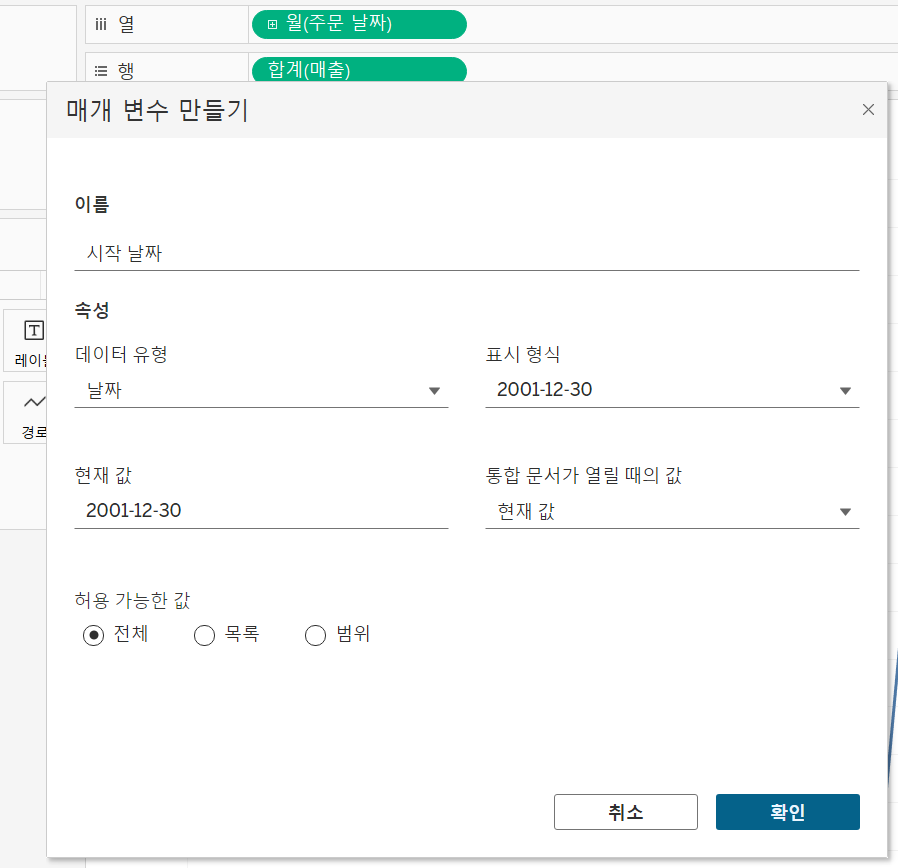 열
월(주문 날짜)
행
합계(매출)
매개 변수 만들기
이름
시작 날짜
속성
데이터 유형
표시 형식
날짜
2001-12-30
현재 값
통합 문서가 열릴 때의 값
2001-12-30
현재 값
허용 가능한 값
전체 목록 범위
경로
취소 확인